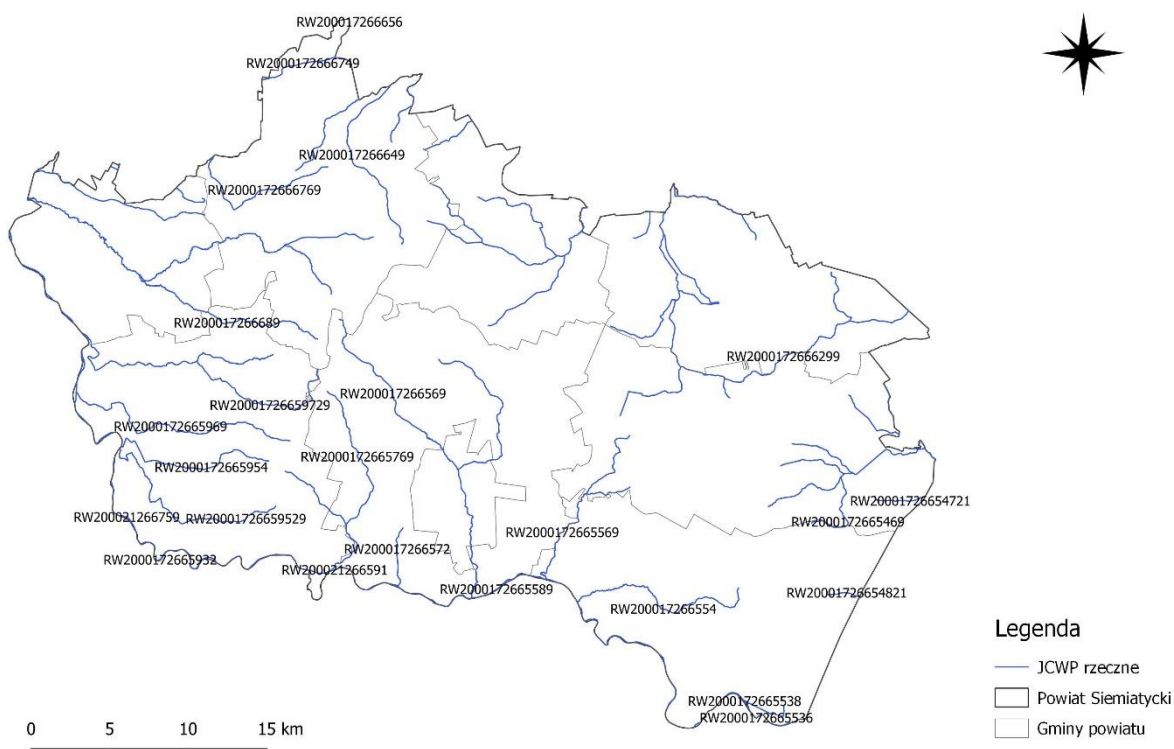 RW200017266656
RW2000172666749
RW200017266649
RW2000172666769
RW200017266689
RW2000172666299
RW200017266569
RW20001726659729
RW2000172665969
RW2000172665769
RW2000172665954
RW20001726654721
RW200021266759
RW20001726659529
RW2000172665469
RW2000172665569
RW200017266572
RW2000172665932
RW200021266591
RW2000172665589
RW20001726654821
RW200017266554
RW2000172665538
RW2000172665536
Legenda
JCWP rzeczne
Powiat Siemiatycki
Gminy powiatu
0 5 10 15 km